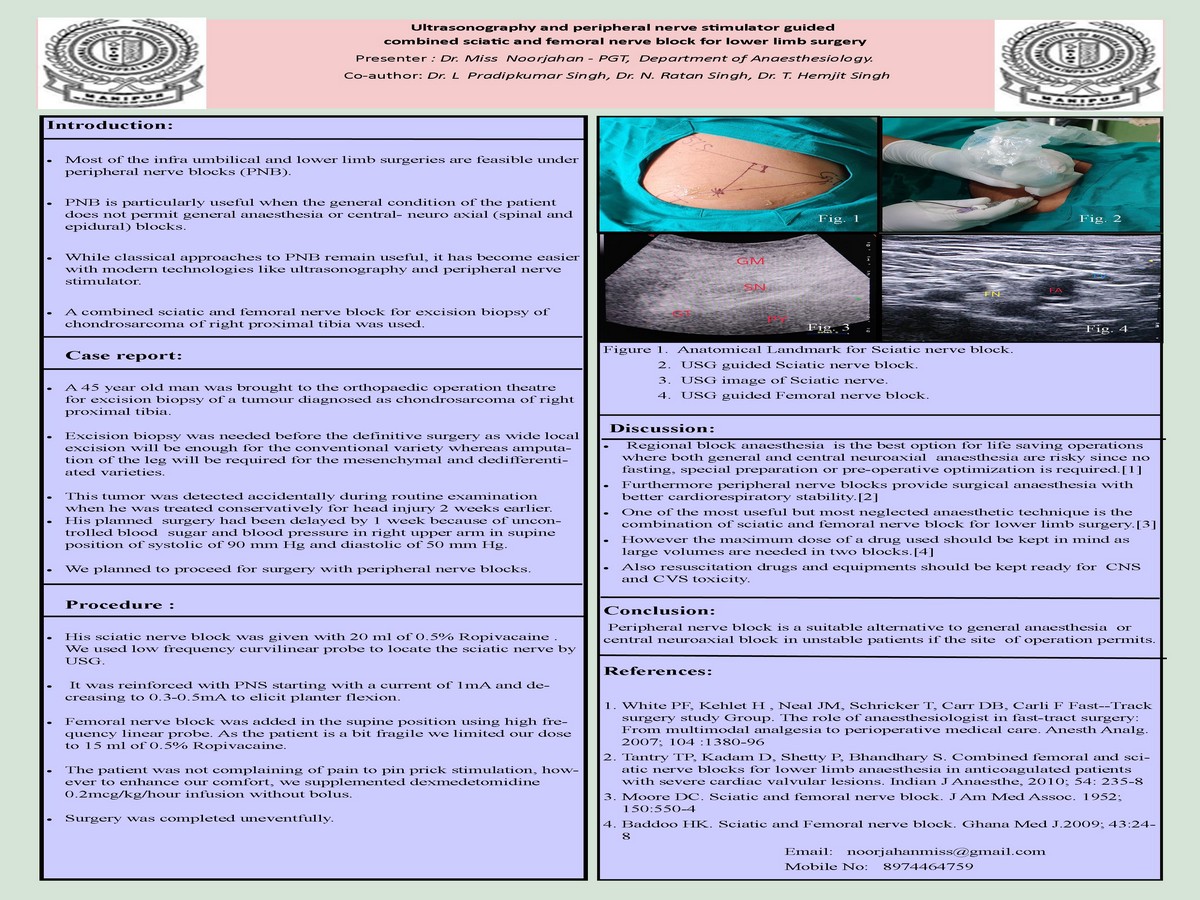 Ultrasonography and peripheral nerve stimulator guided
combined sciatic and femoral nerve block for lower limb surgery
Presenter : Dr. Miss Noorjahan - PGT, Department of Anaesthesiology.
Co-author: Dr. L Pradipkumar Singh, Dr. N. Ratan Singh, Dr. T. Hemjit Singh
MANIPUR
MANIPUR
Introduction:
• Most of the infra umbilical and lower limb surgeries are feasible under
peripheral nerve blocks (PNB).
• PNB is particularly useful when the general condition of the patient
does not permit general anaesthesia or central- neuro axial (spinal and
epidural) blocks.
• While classical approaches to PNB remain useful, it has become easier
with modern technologies like ultrasonography and peripheral nerve
stimulator.
• A combined sciatic and femoral nerve block for excision biopsy of
chondrosarcoma of right proximal tibia was used.
Case report:
• A 45 year old man was brought to the orthopaedic operation theatre
for excision biopsy of a tumour diagnosed as chondrosarcoma of right
proximal tibia.
• Excision biopsy was needed before the definitive surgery as wide local
excision will be enough for the conventional variety whereas amputa-
tion of the leg will be required for the mesenchymal and dedifferenti-
ated varieties.
• This tumor was detected accidentally during routine examination
when he was treated conservatively for head injury 2 weeks earlier.
• His planned surgery had been delayed by 1 week because of uncon-
trolled blood sugar and blood pressure in right upper arm in supine
position of systolic of 90 mm Hg and diastolic of 50 mm Hg.
• We planned to proceed for surgery with peripheral nerve blocks.
Procedure :
• His sciatic nerve block was given with 20 ml of 0.5% Ropivacaine .
We used low frequency curvilinear probe to locate the sciatic nerve by
USG.
• It was reinforced with PNS starting with a current of 1mA and de-
creasing to 0.3-0.5mA to elicit planter flexion.
• Femoral nerve block was added in the supine position using high fre-
quency linear probe. As the patient is a bit fragile we limited our dose
to 15 ml of 0.5% Ropivacaine.
• The patient was not complaining of pain to pin prick stimulation, how-
ever to enhance our comfort, we supplemented dexmedetomidine
0.2mcg/kg/hour infusion without bolus.
• Surgery was completed uneventfully.
Fig. 1
Fig. 2
GM
SN
Fig. 3
FN
FA
Fig. 4
Figure 1. Anatomical Landmark for Sciatic nerve block.
2. USG guided Sciatic nerve block.
3. USG image of Sciatic nerve.
4. USG guided Femoral nerve block.
Discussion:
• Regional block anaesthesia is the best option for life saving operations
where both general and central neuroaxial anaesthesia are risky since no
fasting, special preparation or pre-operative optimization is required.[1]
• Furthermore peripheral nerve blocks provide surgical anaesthesia with
better cardiorespiratory stability.[2]
• One of the most useful but most neglected anaesthetic technique is the
combination of sciatic and femoral nerve block for lower limb surgery.[3]
• However the maximum dose of a drug used should be kept in mind as
large volumes are needed in two blocks.[4]
• Also resuscitation drugs and equipments should be kept ready for CNS
and CVS toxicity.
Conclusion:
Peripheral nerve block is a suitable alternative to general anaesthesia or
central neuroaxial block in unstable patients if the site of operation permits.
References:
1. White PF, Kehlet H , Neal JM, Schricker T, Carr DB, Carli F Fast--Track
surgery study Group. The role of anaesthesiologist in fast-tract surgery:
From multimodal analgesia to perioperative medical care. Anesth Analg.
2007; 104 :1380-96
2. Tantry TP, Kadam D, Shetty P, Bhandhary S. Combined femoral and sci-
atic nerve blocks for lower limb anaesthesia in anticoagulated patients
with severe cardiac valvular lesions. Indian J Anaesthe, 2010; 54: 235-8
3. Moore DC. Sciatic and femoral nerve block. J Am Med Assoc. 1952;
150:550-4
4. Baddoo HK. Sciatic and Femoral nerve block. Ghana Med J.2009; 43:24-
8
Email: noorjahanmiss@gmail.com
Mobile No: 8974464759